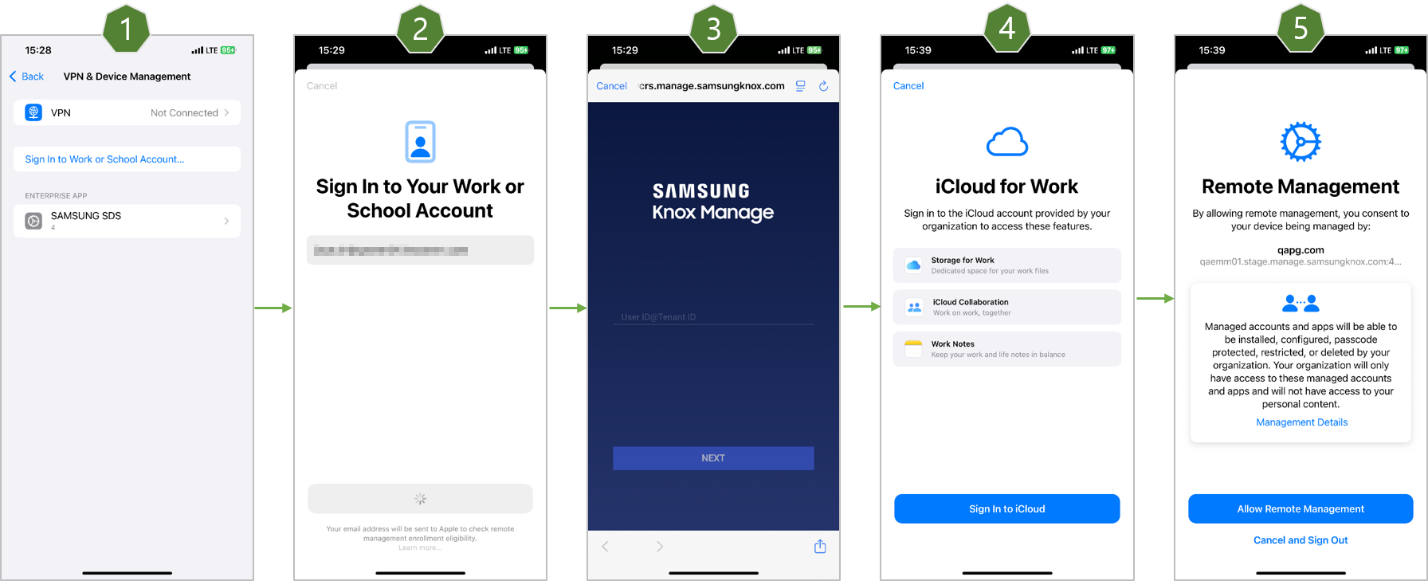 1
15:28
LTE 95+
Back
VPN & Device Management
VPN
Not Connected
Sign In to Work or School Account...
ENTERPRISE APP
SAMSUNG SDS
4
2
15:29
LTE 95+
Cancel
Sign In to Your Work or
School Account
Your email address will be sent to Apple to check remote
management enrollment eligibility.
Learn more...
3
15:29
LTE 95+
Cancel
crs.manage.samsungknox.com
SAMSUNG
Knox Manage
User ID@Tenant ID
NEXT
4
15:39
LTE 97+
Cancel
iCloud for Work
Sign in to the iCloud account provided by your
organization to access these features.
Storage for Work
Dedicated space for your work files
iCloud Collaboration
Work on work, together
Work Notes
Keep your work and life notes in balance
Sign In to iCloud
5
15:39
LTE 97+
Remote Management
By allowing remote management, you consent to
your device being managed by:
qapg.com
qaemm01.stage.manage.samsungknox.com:4...
Managed accounts and apps will be able to
be installed, configured, passcode
protected, restricted, or deleted by your
organization. Your organization will only
have access to these managed accounts
and apps and will not have access to your
personal content.
Management Details
Allow Remote Management
Cancel and Sign Out